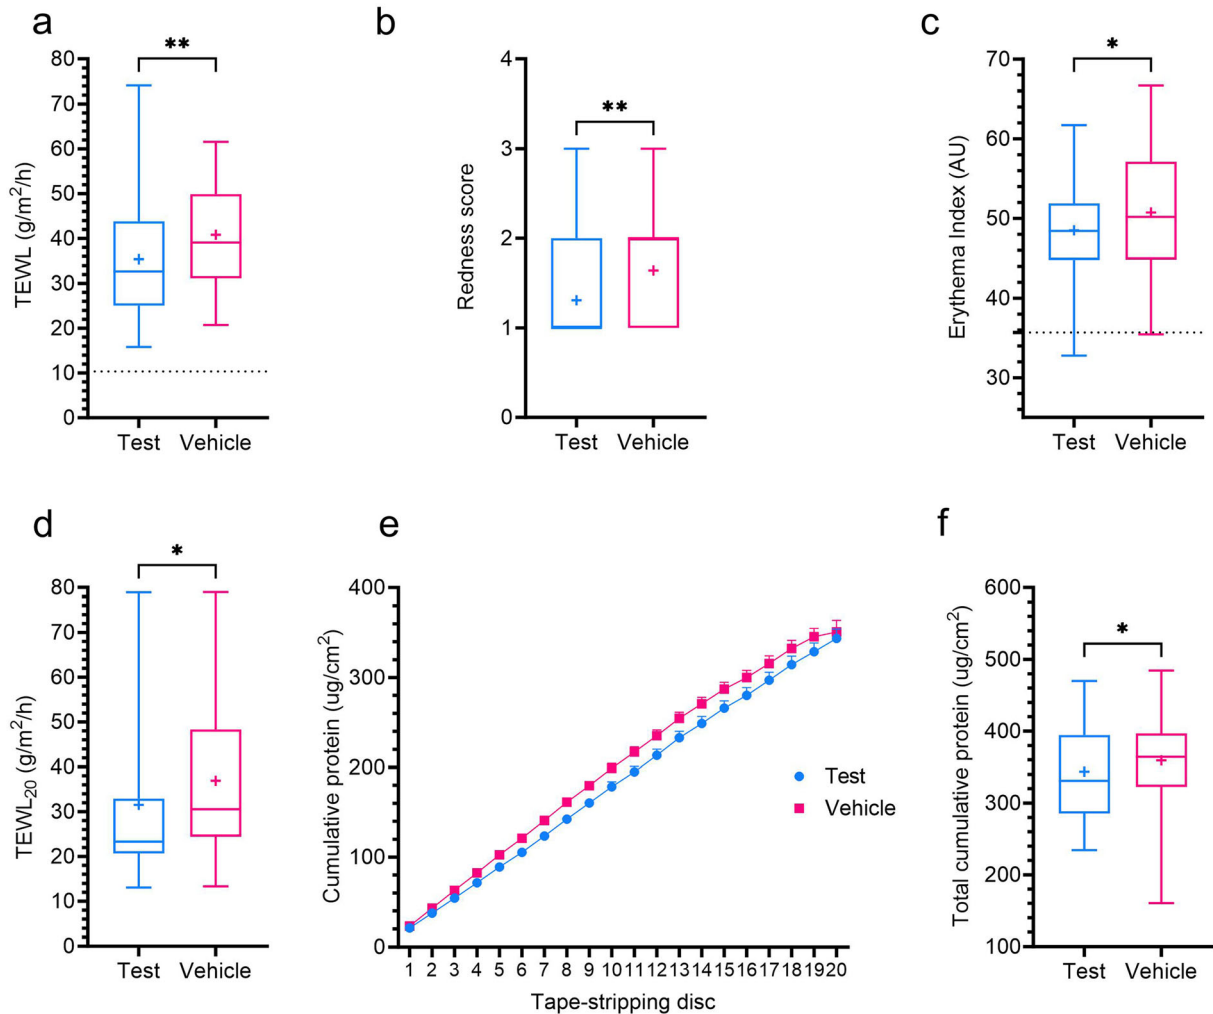 a
**
TEWL (g/m²/h)
80
70
60
50
40
30
20
10
0
Test Vehicle
b
**
Redness score
4
3
2
1
0
Test Vehicle
c
*
Erythema Index (AU)
70
60
50
40
30
Test Vehicle
d
*
TEWL₂₀ (g/m²/h)
80
70
60
50
40
30
20
10
0
Test Vehicle
e
Cumulative protein (ug/cm²)
400
300
200
100
0
Test
Vehicle
1 2 3 4 5 6 7 8 9 10 11 12 13 14 15 16 17 18 19 20
Tape-stripping disc
f
*
Total cumulative protein (ug/cm²)
600
500
400
300
200
100
Test Vehicle